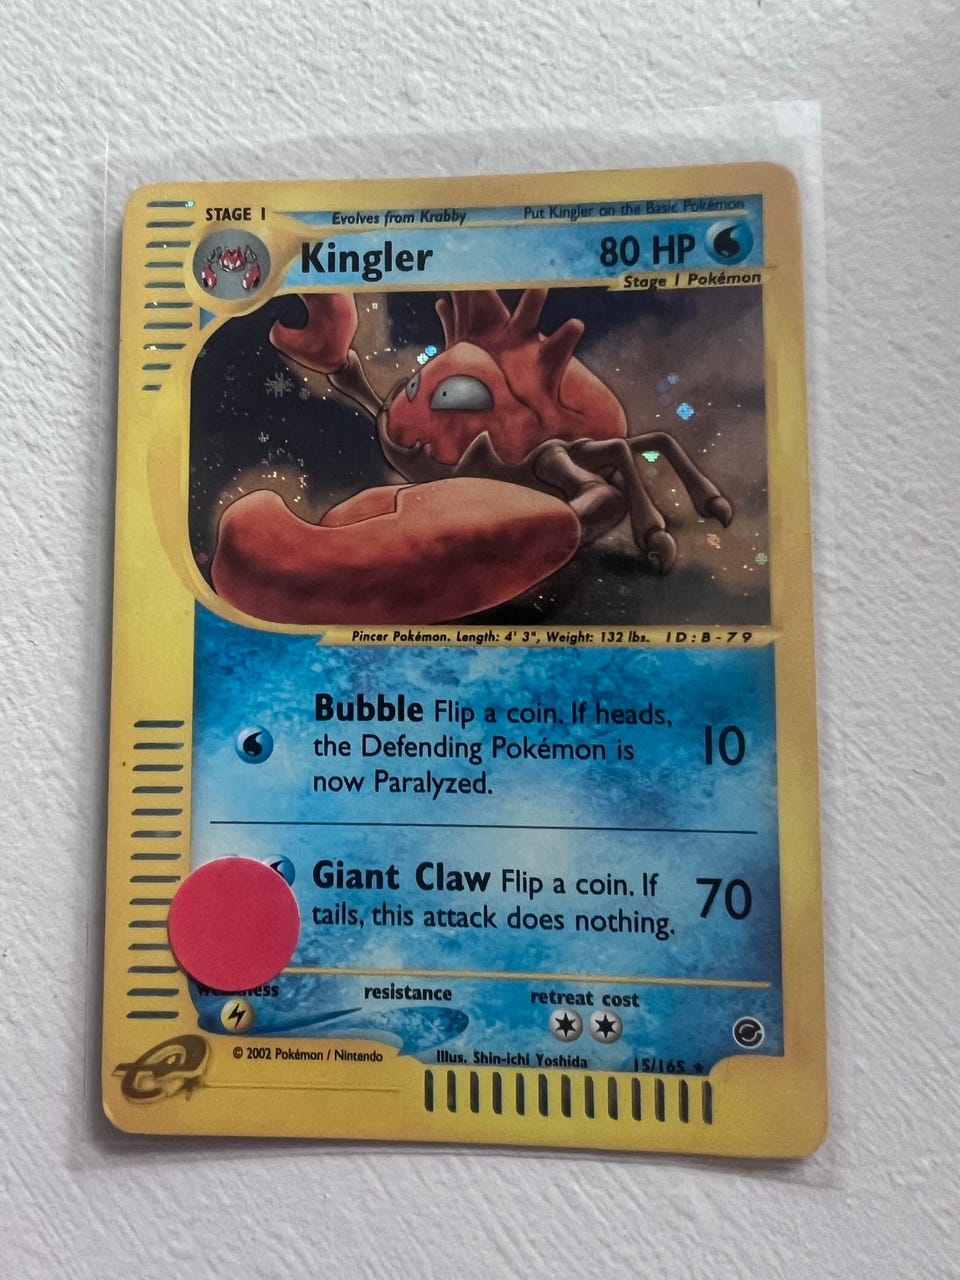 STAGE 1
Evolves from Krabby
Put Kingler on the Basic Pokémon
Kingler
80 HP
Stage 1 Pokémon
Pincer Pokémon. Length: 4' 3", Weight: 132 lbs. ID: B-79
Bubble Flip a coin. If heads,
the Defending Pokémon is
now Paralyzed.
10
Giant Claw Flip a coin. If
tails, this attack does nothing.
70
resistance
retreat cost
© 2002 Pokémon / Nintendo
Illus. Shin-ichi Yoshida
15/165 ★
e